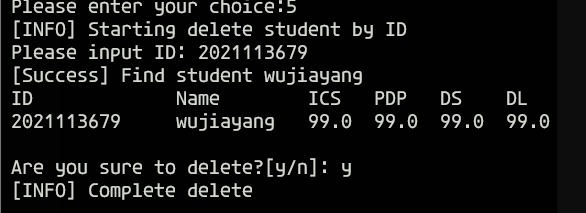 Please enter your choice:5
[INFO] Starting delete student by ID
Please input ID: 2021113679
[Success] Find student wujiayang
ID Name ICS PDP DS DL
2021113679 wujiayang 99.0 99.0 99.0 99.0
Are you sure to delete?[y/n]: y
[INFO] Complete delete